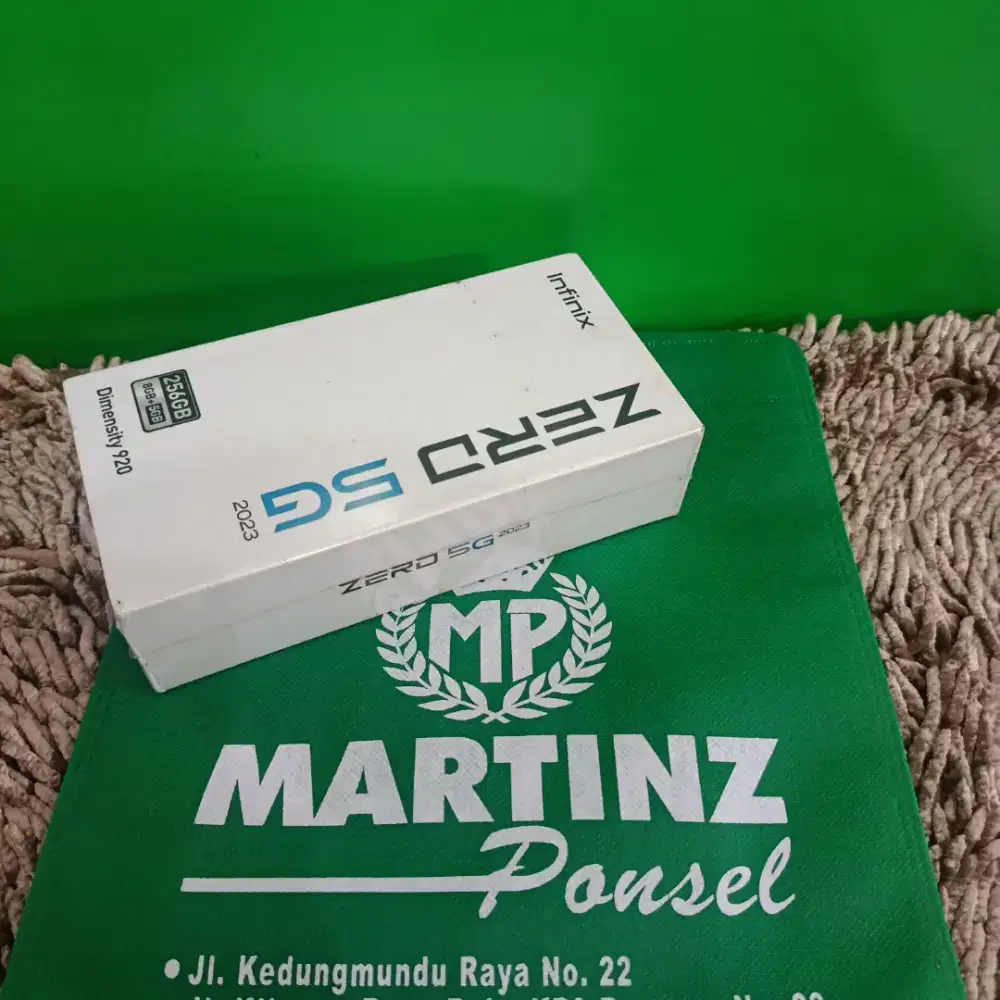 Infinix
ZERO 5G
2023
256GB
8GB+5GB
Dimensity 920
ZERO 5G 2023
MP
MARTINZ
Ponsel
• Jl. Kedungmundu Raya No. 22